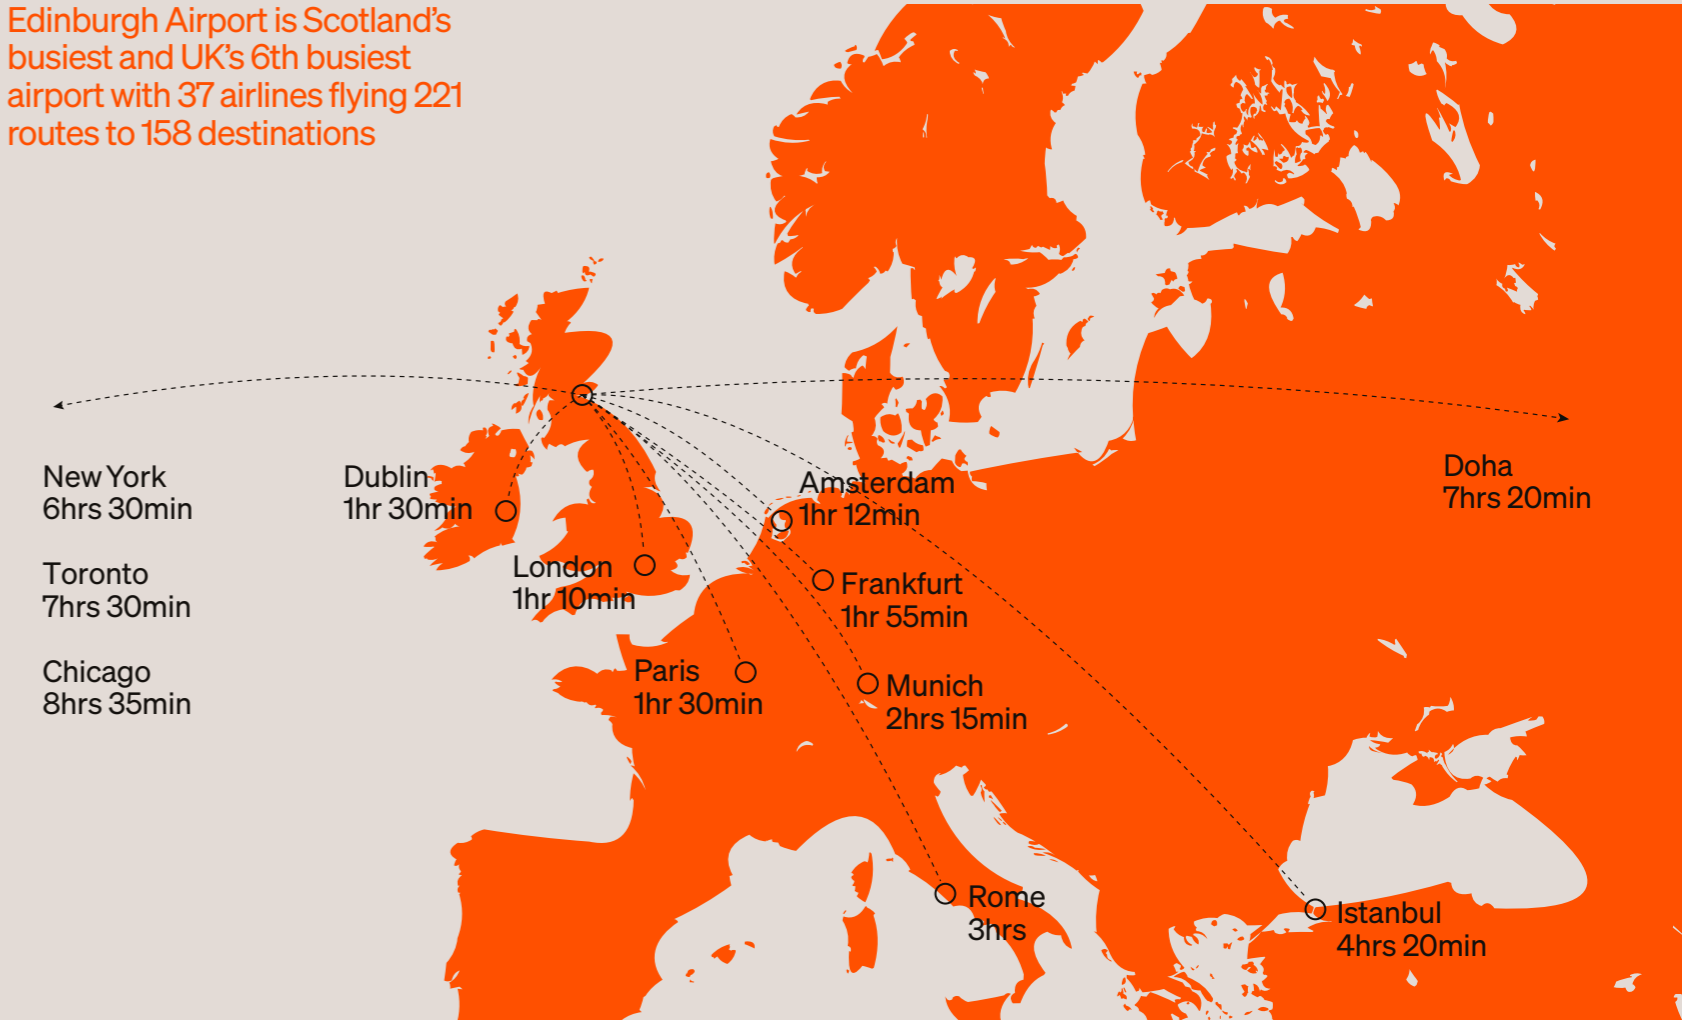 Edinburgh Airport is Scotland's
busiest and UK's 6th busiest
airport with 37 airlines flying 221
routes to 158 destinations
New York
6hrs 30min
Toronto
7hrs 30min
Chicago
8hrs 35min
Dublin
1hr 30min
London
1hr 10min
Paris
1hr 30min
Amsterdam
1hr 12min
Frankfurt
1hr 55min
Munich
2hrs 15min
Rome
3hrs
Istanbul
4hrs 20min
Doha
7hrs 20min